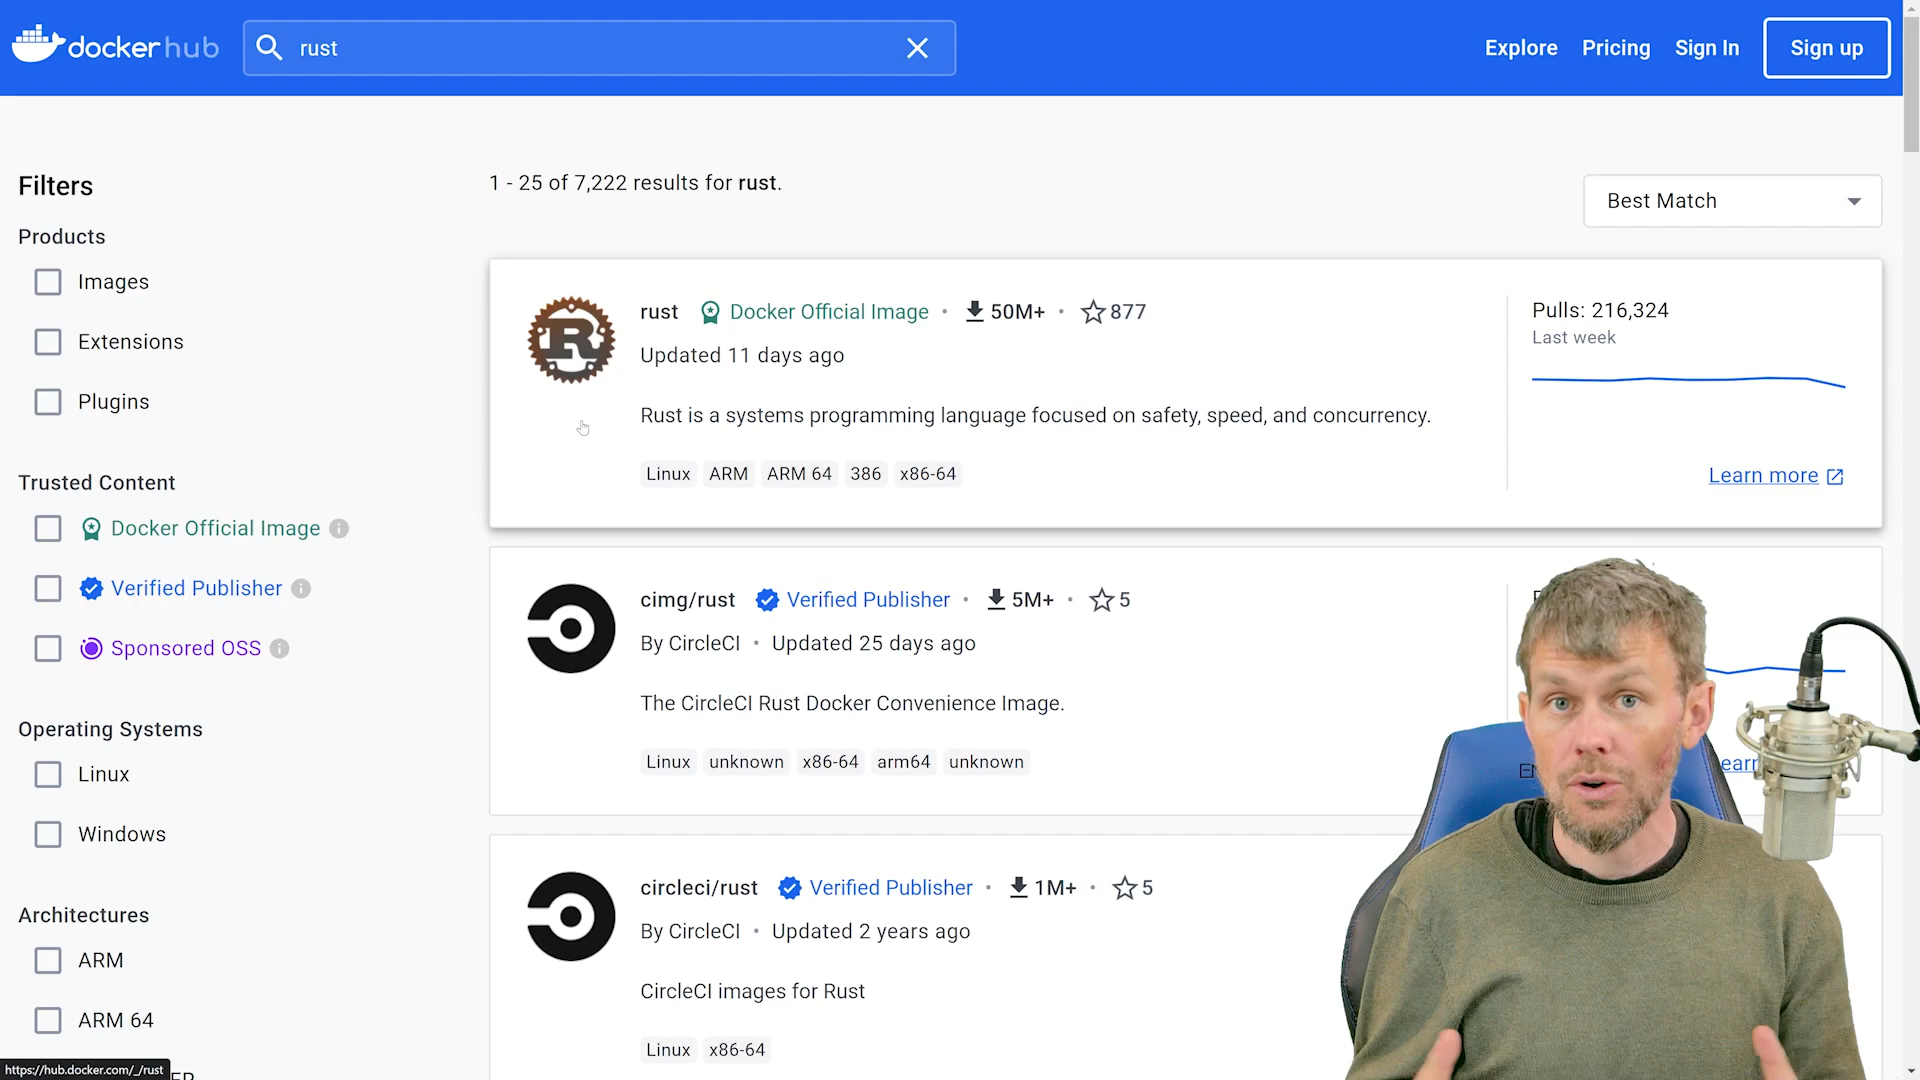 dockerhub
rust
Explore
Pricing
Sign In
Sign up
Filters
Products
Images
Extensions
Plugins
Trusted Content
Docker Official Image
Verified Publisher
Sponsored OSS
Operating Systems
Linux
Windows
Architectures
ARM
ARM 64
https://hub.docker.com/_/rust
1 - 25 of 7,222 results for rust.
Best Match
rust Docker Official Image • 50M+ • 877
Updated 11 days ago
Rust is a systems programming language focused on safety, speed, and concurrency.
Linux ARM ARM 64 386 x86-64
Pulls: 216,324
Last week
Learn more
cimg/rust Verified Publisher • 5M+ • 5
By CircleCI • Updated 25 days ago
The CircleCI Rust Docker Convenience Image.
Linux unknown x86-64 arm64 unknown
circleci/rust Verified Publisher • 1M+ • 5
By CircleCI • Updated 2 years ago
CircleCI images for Rust
Linux x86-64